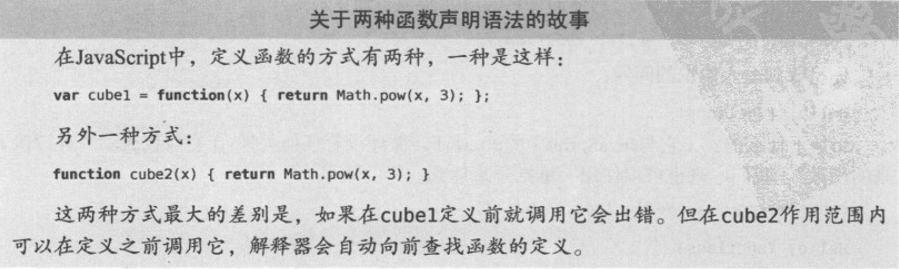 关于两种函数声明语法的故事
在JavaScript中，定义函数的方式有两种，一种是这样：
var cube1 = function(x) { return Math.pow(x, 3); };
另外一种方式：
function cube2(x) { return Math.pow(x, 3); }
这两种方式最大的差别是，如果在cube1定义前就调用它会出错。但在cube2作用范围内
可以在定义之前调用它，解释器会自动向前查找函数的定义。